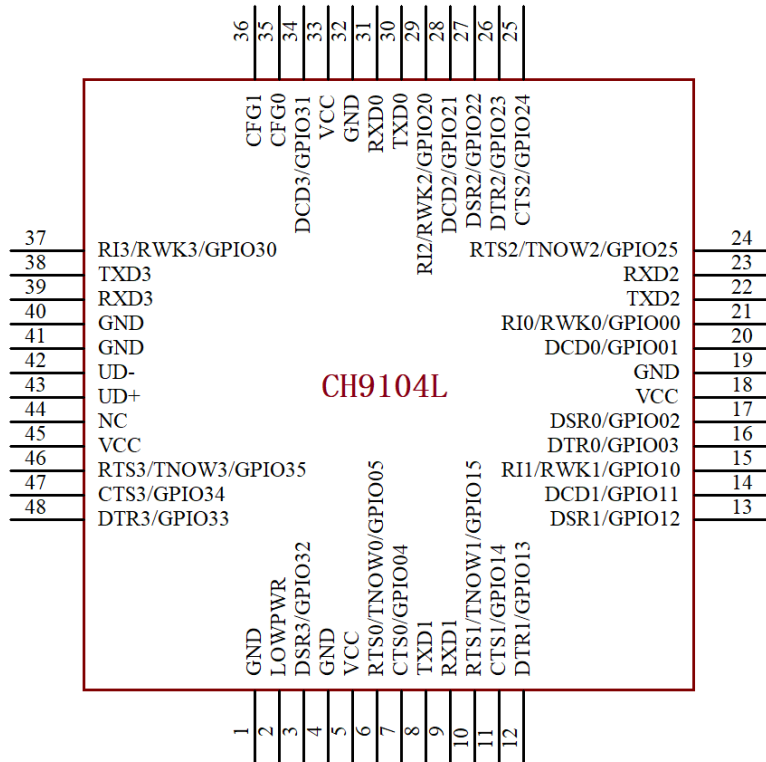 36 35 34 33 32 31 30 29 28 27 26 25
CFG1
CFG0
DCD3/GPIO31
VCC
GND
RXD0
TXD0
RI2/RWK2/GPIO20
DCD2/GPIO21
DSR2/GPIO22
DTR2/GPIO23
CTS2/GPIO24
37 RI3/RWK3/GPIO30
38 TXD3
39 RXD3
40 GND
41 GND
42 UD-
43 UD+
44 NC
45 VCC
46 RTS3/TNOW3/GPIO35
47 CTS3/GPIO34
48 DTR3/GPIO33
CH9104L
RTS2/TNOW2/GPIO25 24
RXD2 23
TXD2 22
RI0/RWK0/GPIO00 21
DCD0/GPIO01 20
GND 19
VCC 18
DSR0/GPIO02 17
DTR0/GPIO03 16
RI1/RWK1/GPIO10 15
DCD1/GPIO11 14
DSR1/GPIO12 13
GND
LOWPWR
DSR3/GPIO32
GND
VCC
RTS0/TNOW0/GPIO05
CTS0/GPIO04
TXD1
RXD1
RTS1/TNOW1/GPIO15
CTS1/GPIO14
DTR1/GPIO13
1 2 3 4 5 6 7 8 9 10 11 12